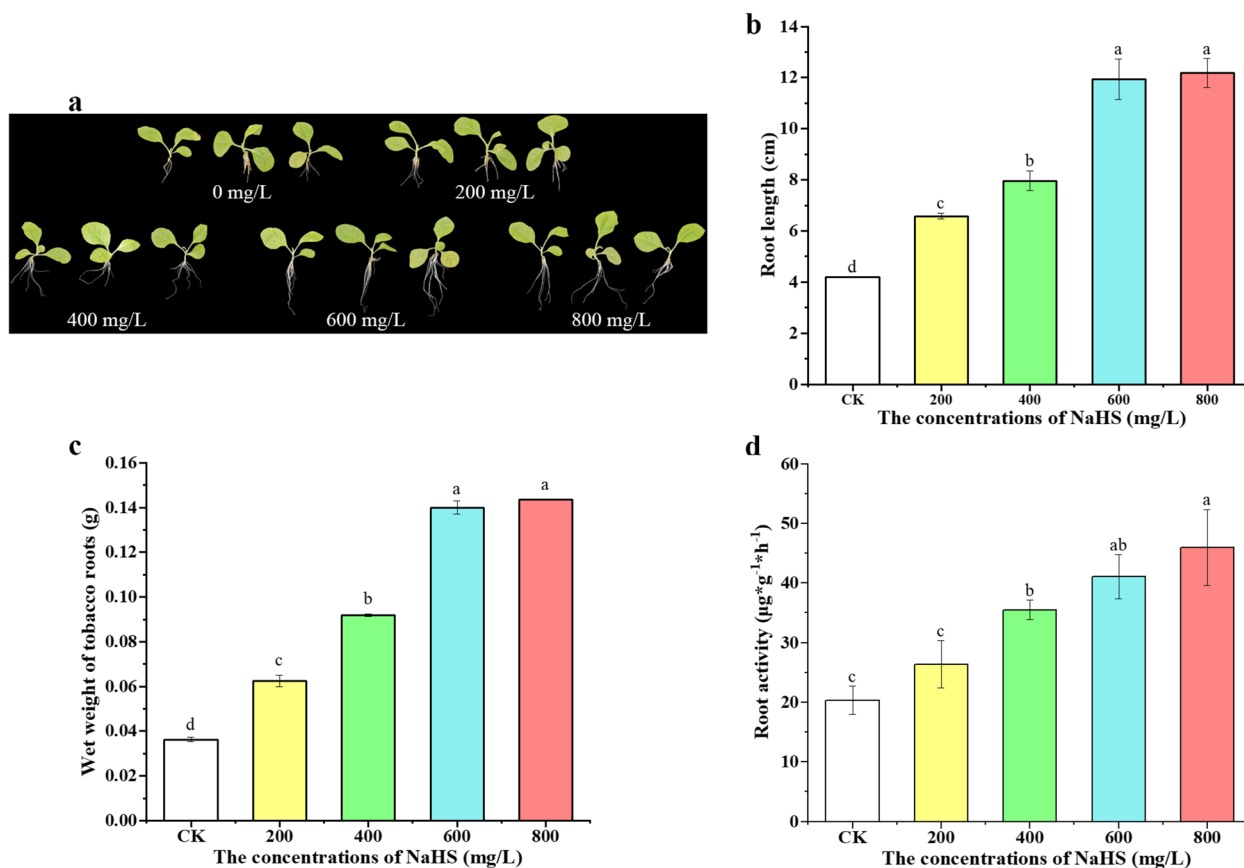 a
0 mg/L
200 mg/L
400 mg/L
600 mg/L
800 mg/L
b
Root length (cm)
14
12
10
8
6
4
2
0
d
c
b
a
a
CK
200
400
600
800
The concentrations of NaHS (mg/L)
c
Wet weight of tobacco roots (g)
0.16
0.14
0.12
0.10
0.08
0.06
0.04
0.02
0.00
d
c
b
a
a
CK
200
400
600
800
The concentrations of NaHS (mg/L)
d
Root activity (μg*g⁻¹*h⁻¹)
60
50
40
30
20
10
0
c
c
b
ab
a
CK
200
400
600
800
The concentrations of NaHS (mg/L)